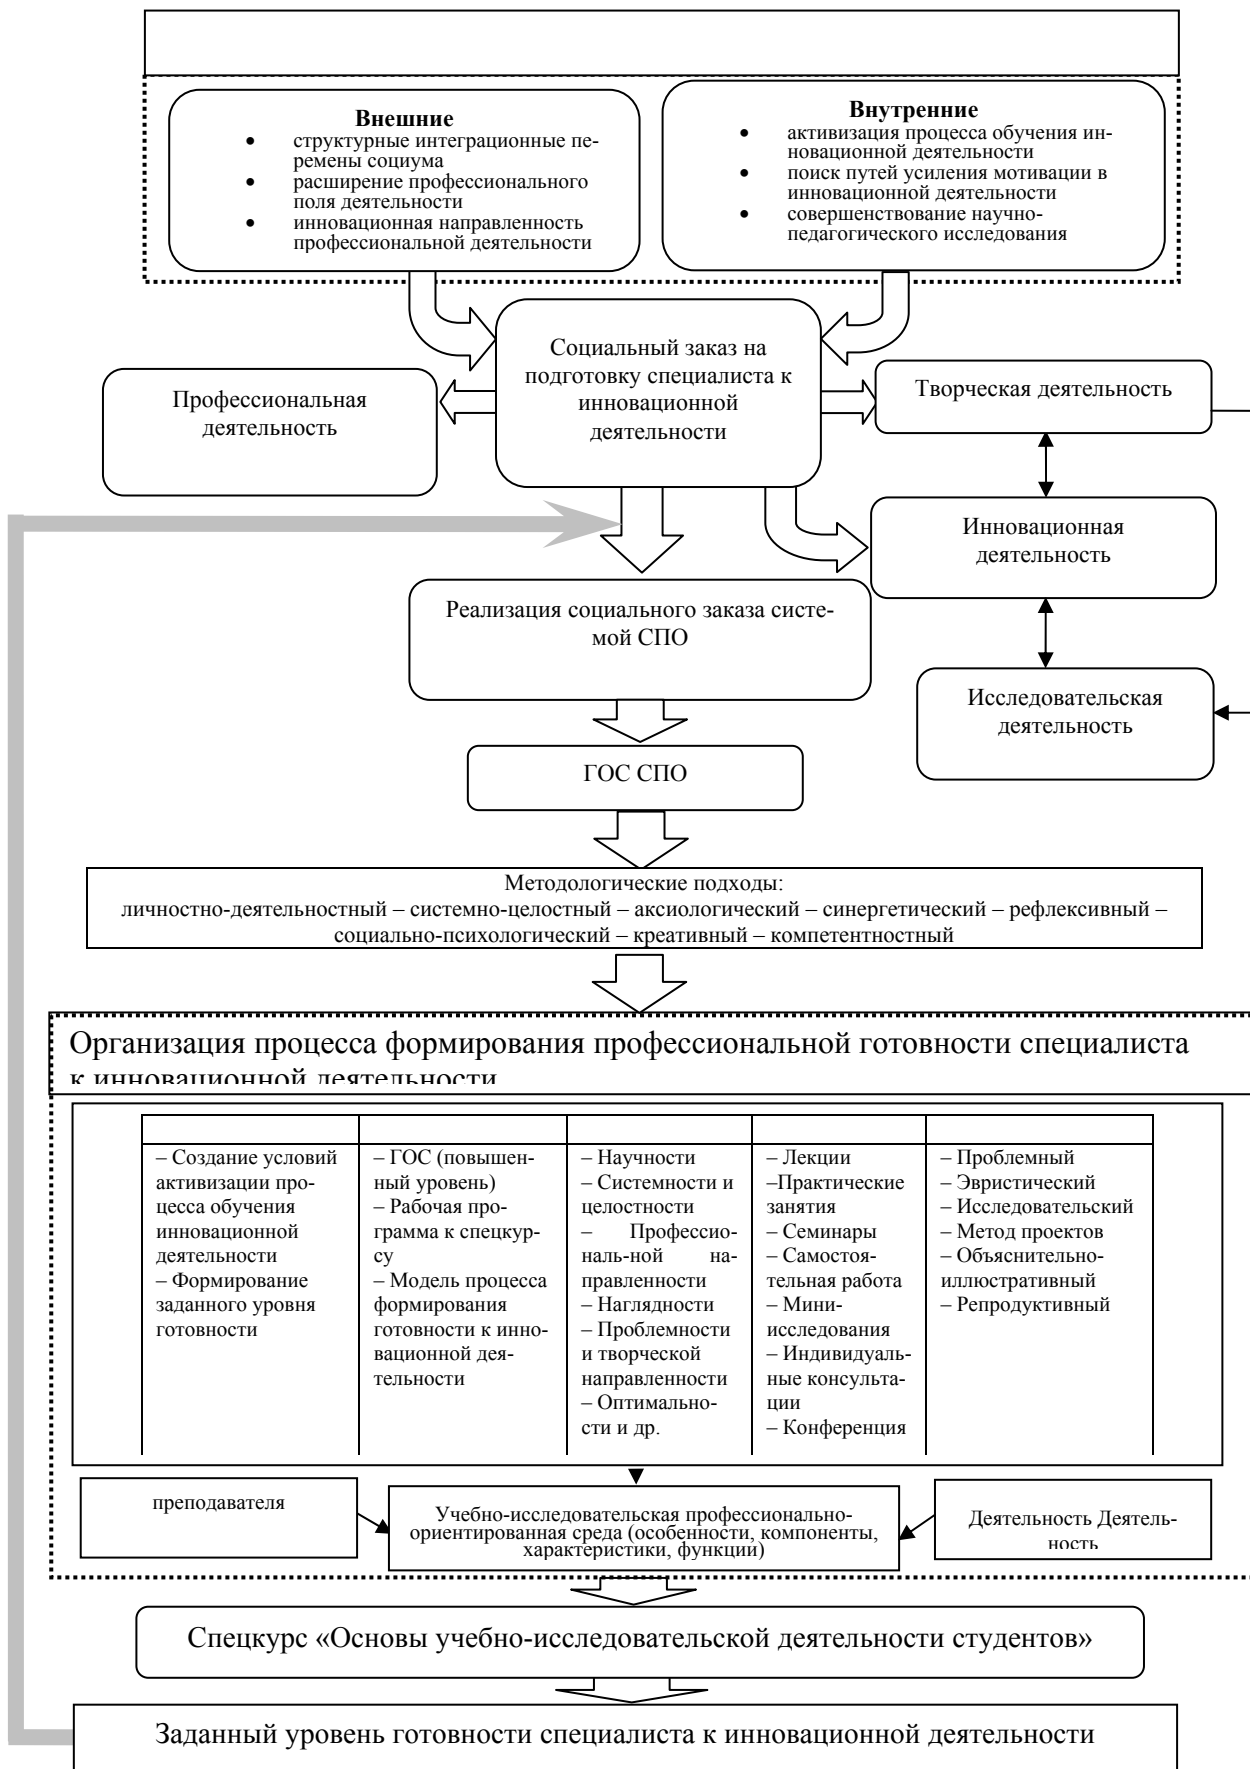 Внешние
• структурные интеграционные пе-
ремены социума
• расширение профессионального
поля деятельности
• инновационная направленность
профессиональной деятельности
Внутренние
• активизация процесса обучения ин-
новационной деятельности
• поиск путей усиления мотивации в
инновационной деятельности
• совершенствование научно-
педагогического исследования
Социальный заказ на
подготовку специалиста к
инновационной
деятельности
Профессиональная
деятельность
Творческая деятельность
Инновационная
деятельность
Реализация социального заказа систе-
мой СПО
Исследовательская
деятельность
ГОС СПО
Методологические подходы:
личностно-деятельностный – системно-целостный – аксиологический – синергетический – рефлексивный –
социально-психологический – креативный – компетентностный
Организация процесса формирования профессиональной готовности специалиста
к инновационной деятельности
– Создание условий
активизации про-
цесса обучения
инновационной
деятельности
– Формирование
заданного уровня
готовности
– ГОС (повышен-
ный уровень)
– Рабочая про-
грамма к спецкур-
су
– Модель процесса
формирования
готовности к инно-
вационной дея-
тельности
– Научности
– Системности и
целостности
– Профессио-
наль-ной на-
правленности
– Наглядности
– Проблемности
и творческой
направленности
– Оптимально-
сти и др.
– Лекции
–Практические
занятия
– Семинары
– Самостоя-
тельная работа
– Мини-
исследования
– Индивидуаль-
ные консульта-
ции
– Конференция
– Проблемный
– Эвристический
– Исследовательский
– Метод проектов
– Объяснительно-
иллюстративный
– Репродуктивный
преподавателя
Учебно-исследовательская профессионально-
ориентированная среда (особенности, компоненты,
характеристики, функции)
Деятельность Деятель-
ность
Спецкурс «Основы учебно-исследовательской деятельности студентов»
Заданный уровень готовности специалиста к инновационной деятельности